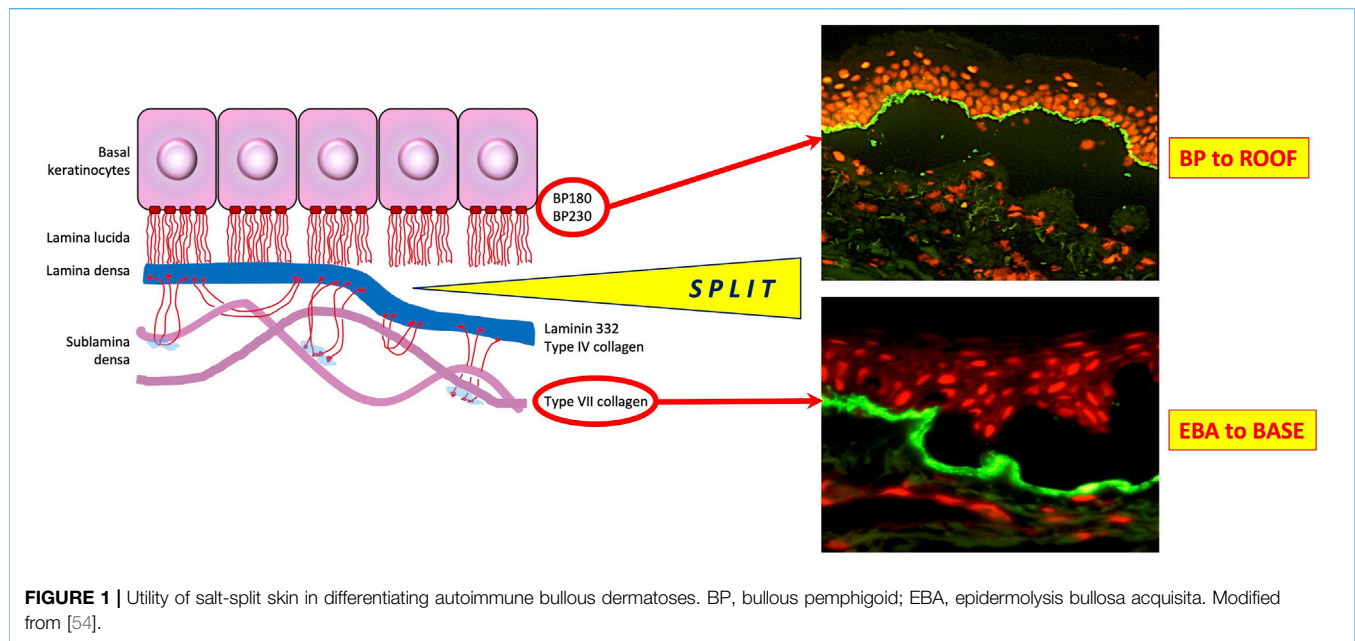 Basal
keratinocytes
Lamina lucida
Lamina densa
Sublamina
densa
BP180
BP230
SPLIT
Laminin 332
Type IV collagen
Type VII collagen
BP to ROOF
EBA to BASE
FIGURE 1 | Utility of salt-split skin in differentiating autoimmune bullous dermatoses. BP, bullous pemphigoid; EBA, epidermolysis bullosa acquisita. Modified
from [54].